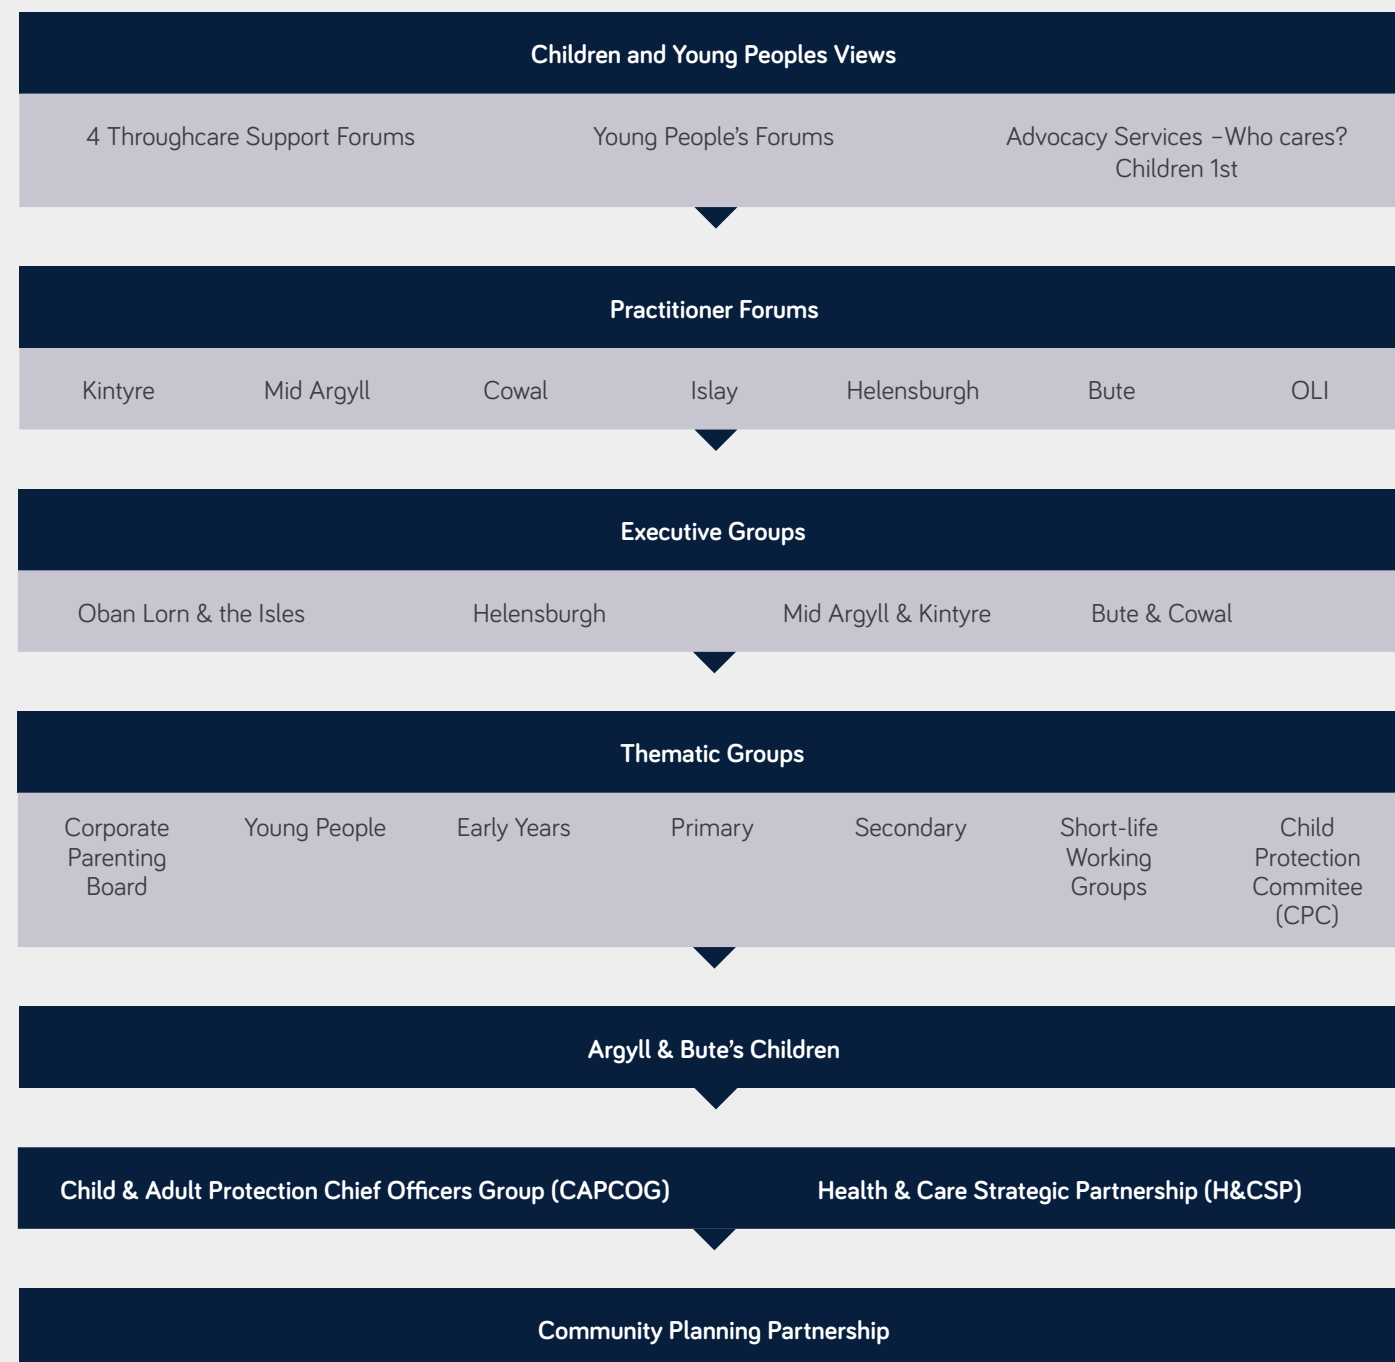 Children and Young Peoples Views
4 Throughcare Support Forums
Young People's Forums
Advocacy Services –Who cares?
Children 1st
Practitioner Forums
Kintyre
Mid Argyll
Cowal
Islay
Helensburgh
Bute
OLI
Executive Groups
Oban Lorn & the Isles
Helensburgh
Mid Argyll & Kintyre
Bute & Cowal
Thematic Groups
Corporate
Parenting
Board
Young People
Early Years
Primary
Secondary
Short-life
Working
Groups
Child
Protection
Commitee
(CPC)
Argyll & Bute’s Children
Child & Adult Protection Chief Officers Group (CAPCOG)
Health & Care Strategic Partnership (H&CSP)
Community Planning Partnership